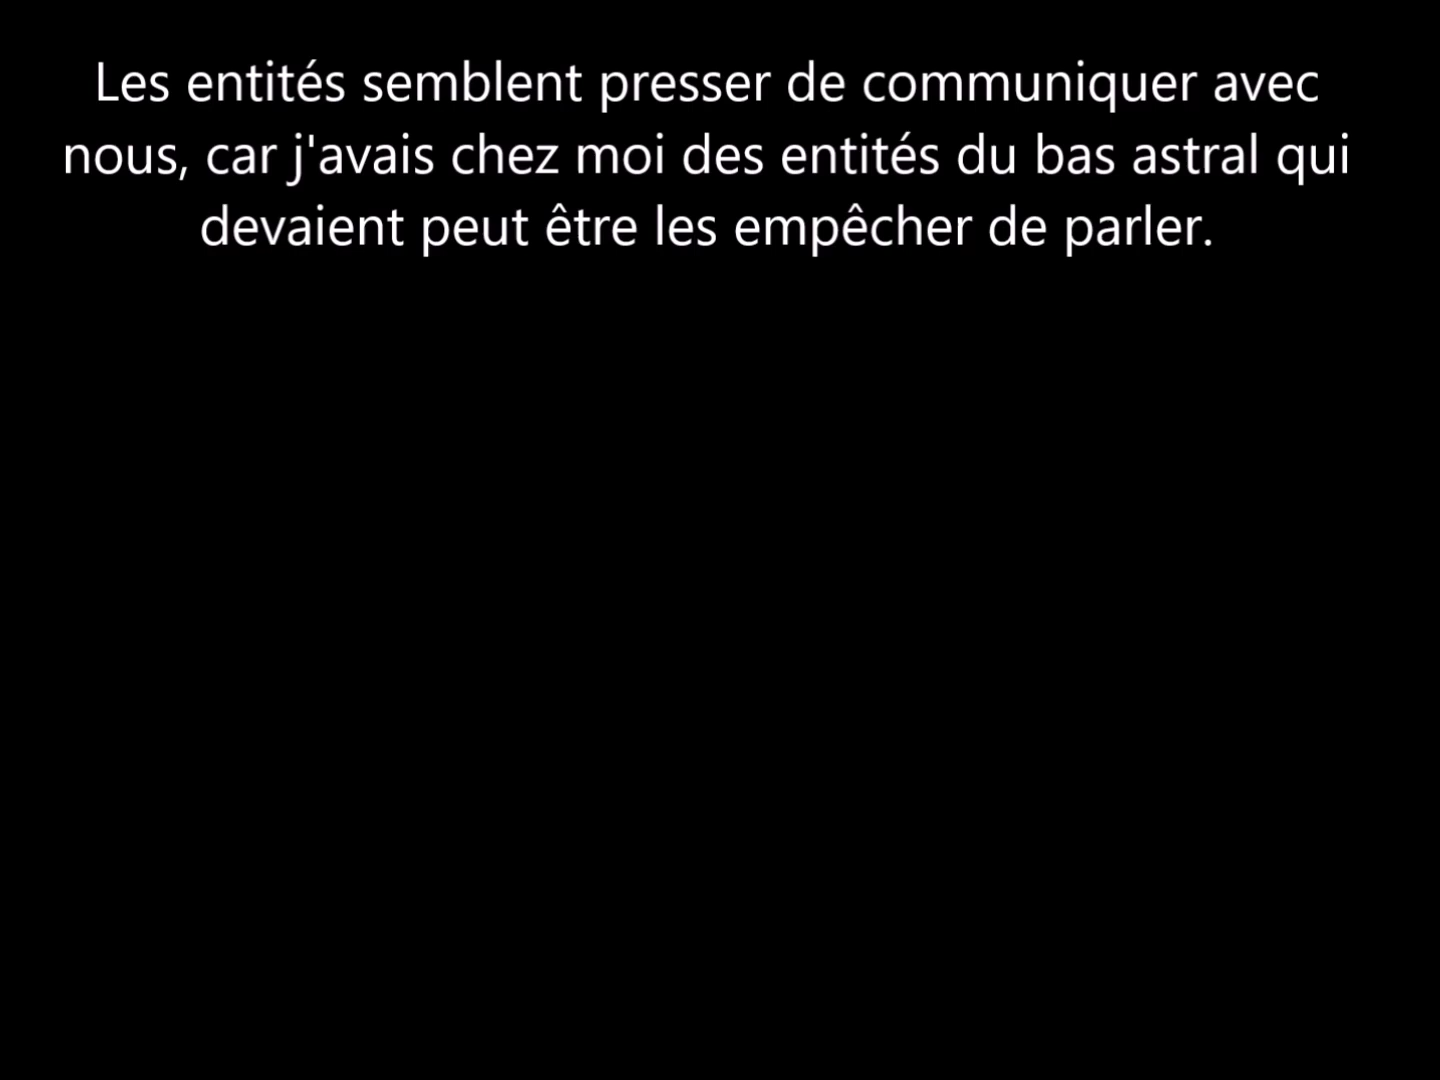 Les entités semblent presser de communiquer avec
nous, car j'avais chez moi des entités du bas astral qui
devaient peut être les empêcher de parler.